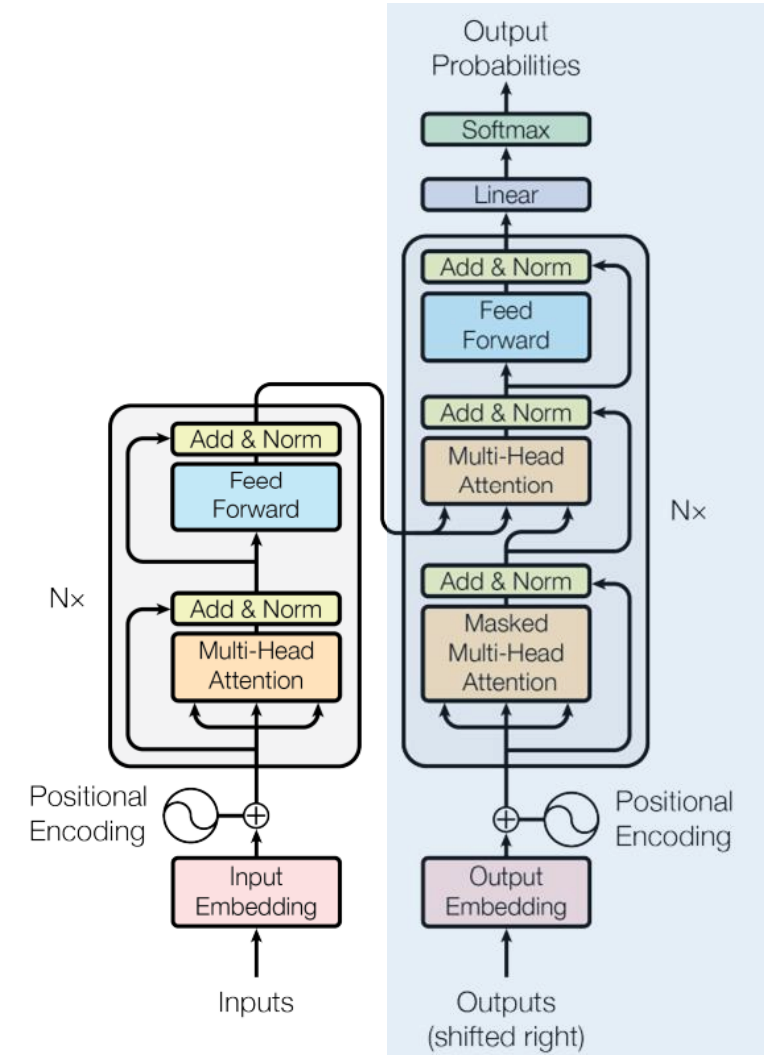 Output
Probabilities
Softmax
Linear
Add & Norm
Feed
Forward
Add & Norm
Multi-Head
Attention
Nx
Add & Norm
Masked
Multi-Head
Attention
Positional
Encoding
Output
Embedding
Outputs
(shifted right)
Add & Norm
Feed
Forward
N×
Add & Norm
Multi-Head
Attention
Positional
Encoding
Input
Embedding
Inputs